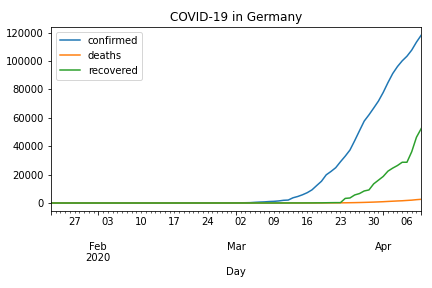 COVID-19 in Germany
120000
100000
80000
60000
40000
20000
0
confirmed
deaths
recovered
27 03 10 17 24 02 09 16 23 30 06
Feb Mar Apr
2020
Day